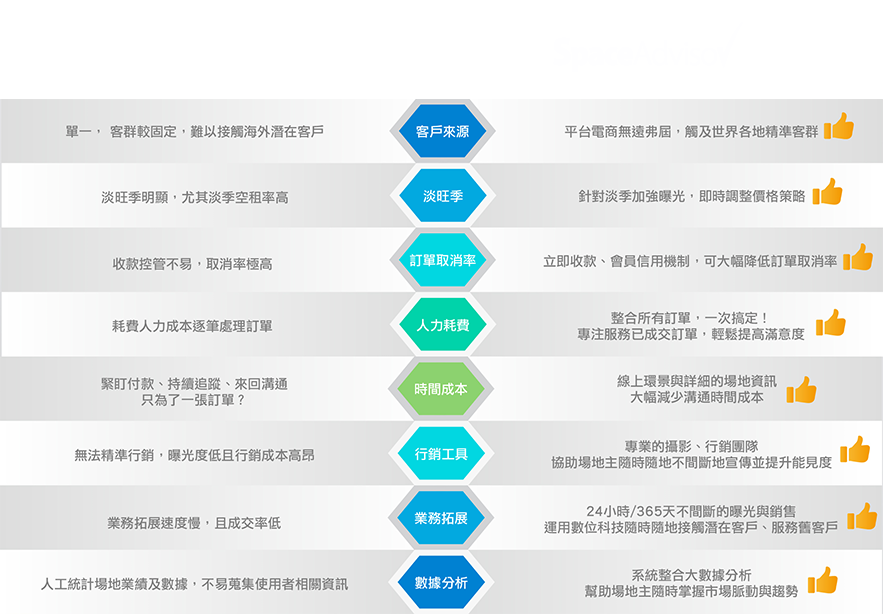 單一， 客群較固定，難以接觸海外潛在客戶
客戶來源
平台電商無遠弗屆，觸及世界各地精準客群
淡旺季明顯，尤其淡季空租率高
淡旺季
針對淡季加強曝光，即時調整價格策略
收款控管不易，取消率極高
訂單取消率
立即收款、會員信用機制，可大幅降低訂單取消率
耗費人力成本逐筆處理訂單
人力耗費
整合所有訂單，一次搞定！
專注服務已成交訂單，輕鬆提高滿意度
緊盯付款、持續追蹤、來回溝通
只為了一張訂單？
時間成本
線上環景與詳細的場地資訊
大幅減少溝通時間成本
無法精準行銷，曝光度低且行銷成本高昂
行銷工具
專業的攝影、行銷團隊
協助場地主隨時隨地不間斷地宣傳並提升能見度
業務拓展速度慢，且成交率低
業務拓展
24小時/365天不間斷的曝光與銷售
運用數位科技隨時隨地接觸潛在客戶、服務舊客戶
人工統計場地業績及數據，不易蒐集使用者相關資訊
數據分析
系統整合大數據分析
幫助場地主隨時掌握市場脈動與趨勢